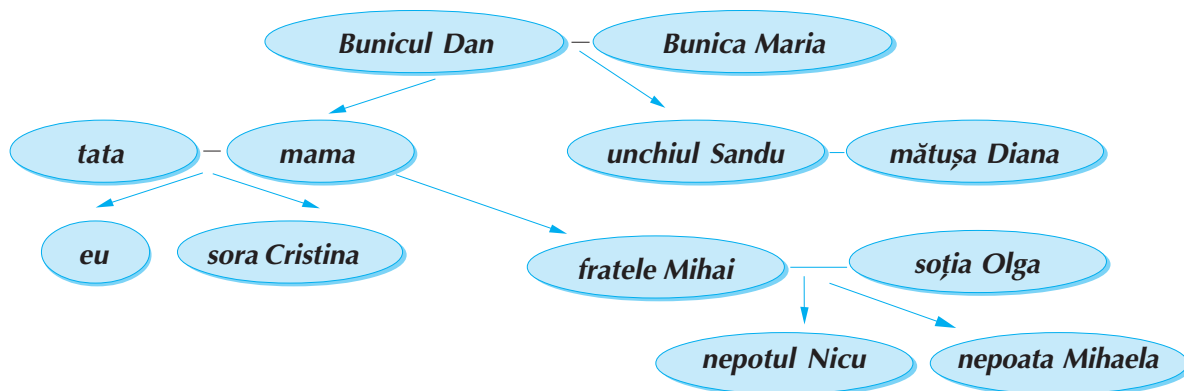 Bunicul Dan
Bunica Maria
tata
mama
unchiul Sandu
mătușa Diana
eu
sora Cristina
fratele Mihai
soția Olga
nepotul Nicu
nepoata Mihaela